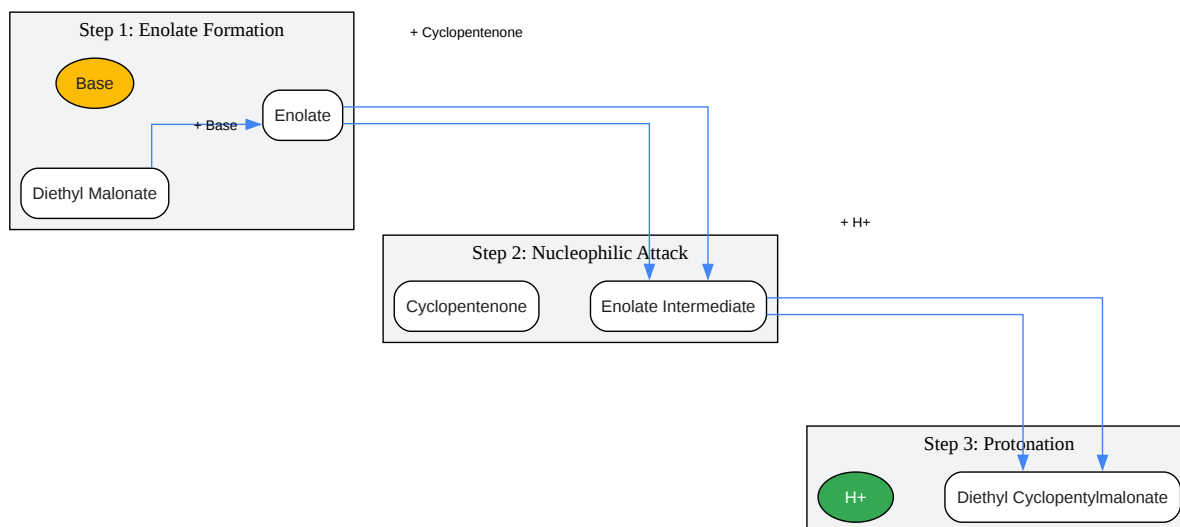 Step 1: Enolate Formation
+ Cyclopentenone
Base
Enolate
+ Base
Diethyl Malonate
+ H+
Step 2: Nucleophilic Attack
Cyclopentenone
Enolate Intermediate
Step 3: Protonation
H+
Diethyl Cyclopentylmalonate